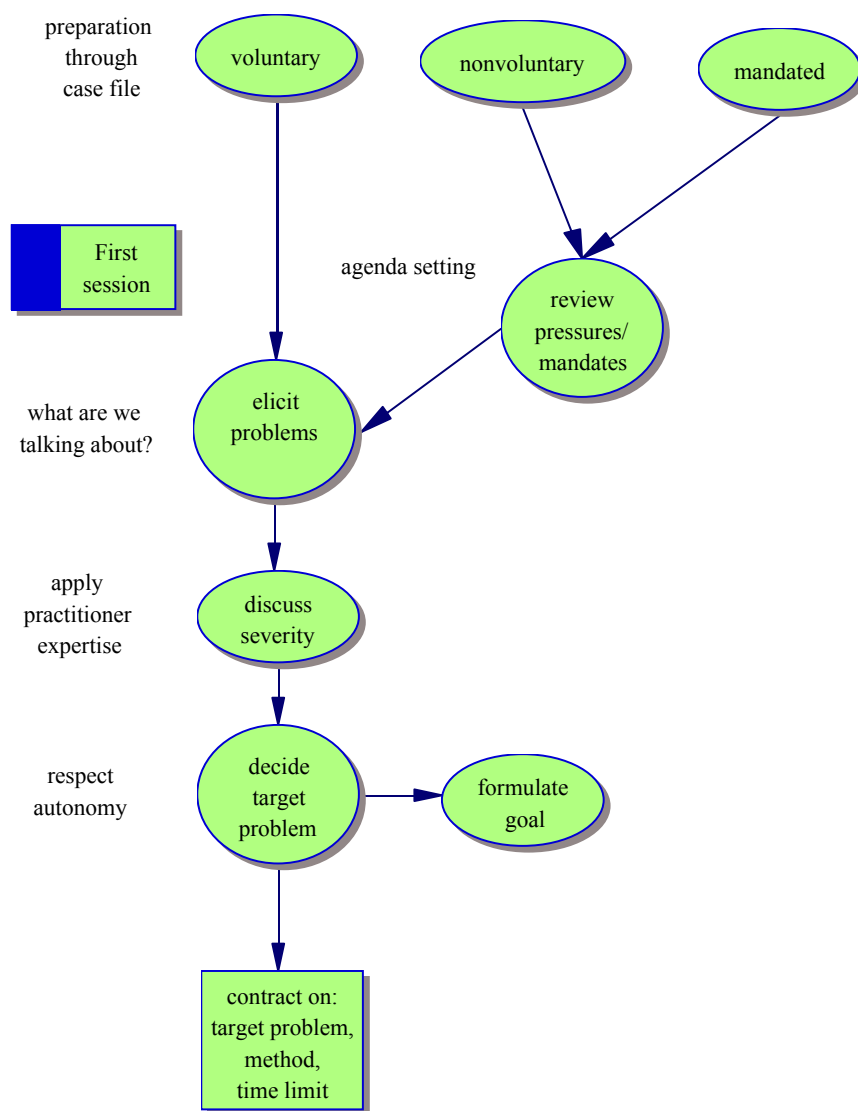 preparation
through
case file
voluntary
nonvoluntary
mandated
First
session
agenda setting
review
pressures/
mandates
what are we
talking about?
elicit
problems
apply
practitioner
expertise
discuss
severity
respect
autonomy
decide
target
problem
formulate
goal
contract on:
target problem,
method,
time limit